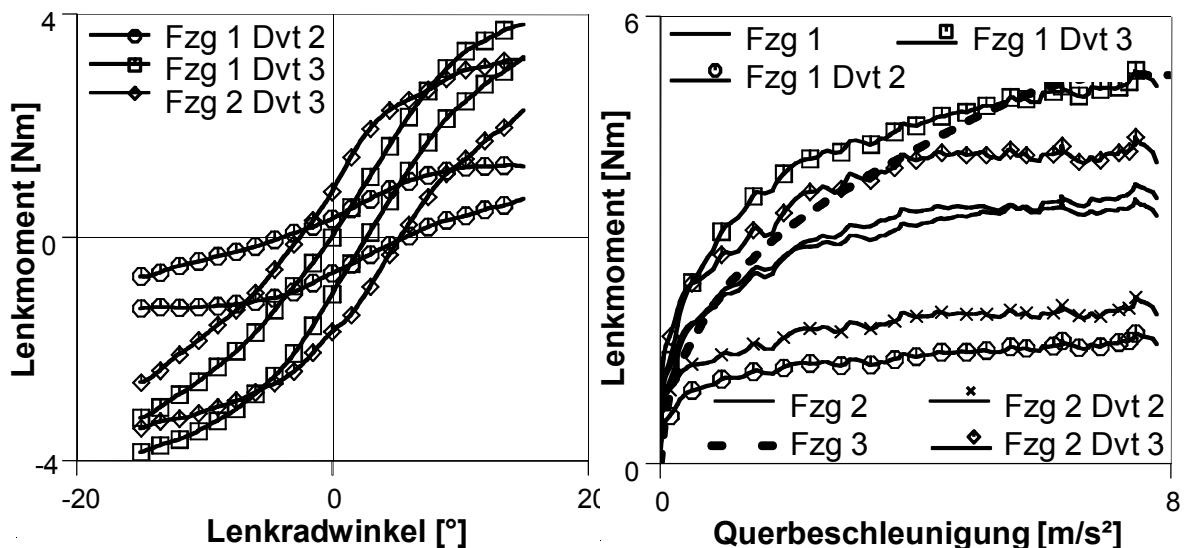 4
Fzg 1 Dvt 2
Fzg 1 Dvt 3
Fzg 2 Dvt 3
Lenkmoment [Nm]
0
-4
-20
0
20
Lenkradwinkel [°]
6
Fzg 1
Fzg 1 Dvt 3
Fzg 1 Dvt 2
Lenkmoment [Nm]
Fzg 2
Fzg 2 Dvt 2
Fzg 3
Fzg 2 Dvt 3
0
0
8
Querbeschleunigung [m/s²]